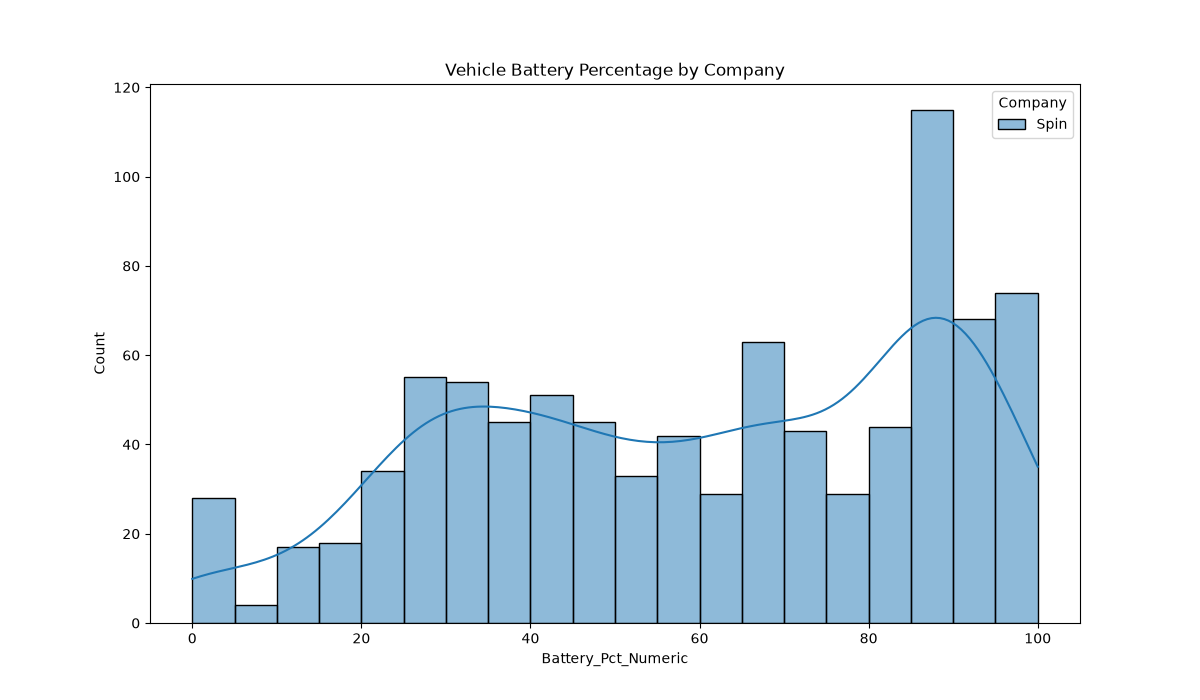 Vehicle Battery Percentage by Company
Company
Spin
120
100
80
60
40
20
0
Count
0 20 40 60 80 100
Battery_Pct_Numeric